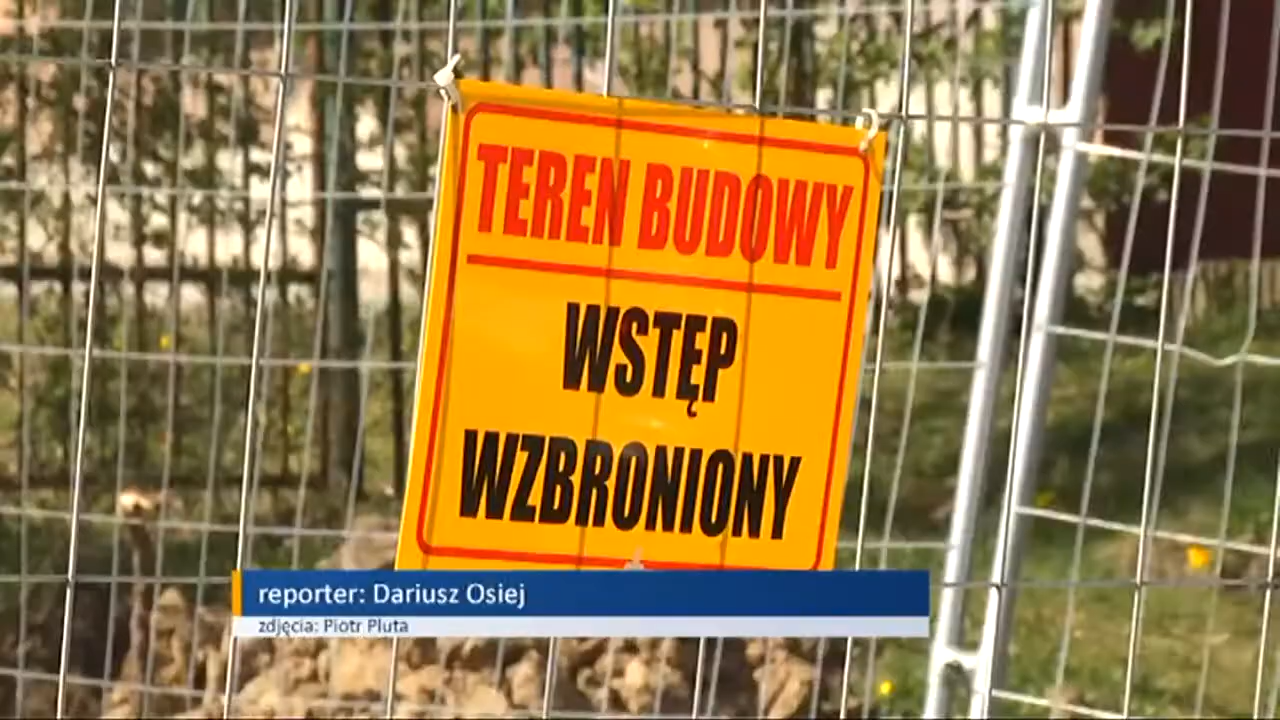 TEREN BUDOWY
WSTĘP
WZBRONIONY
reporter: Dariusz Osiej
zdjęcia: Piotr Pluta